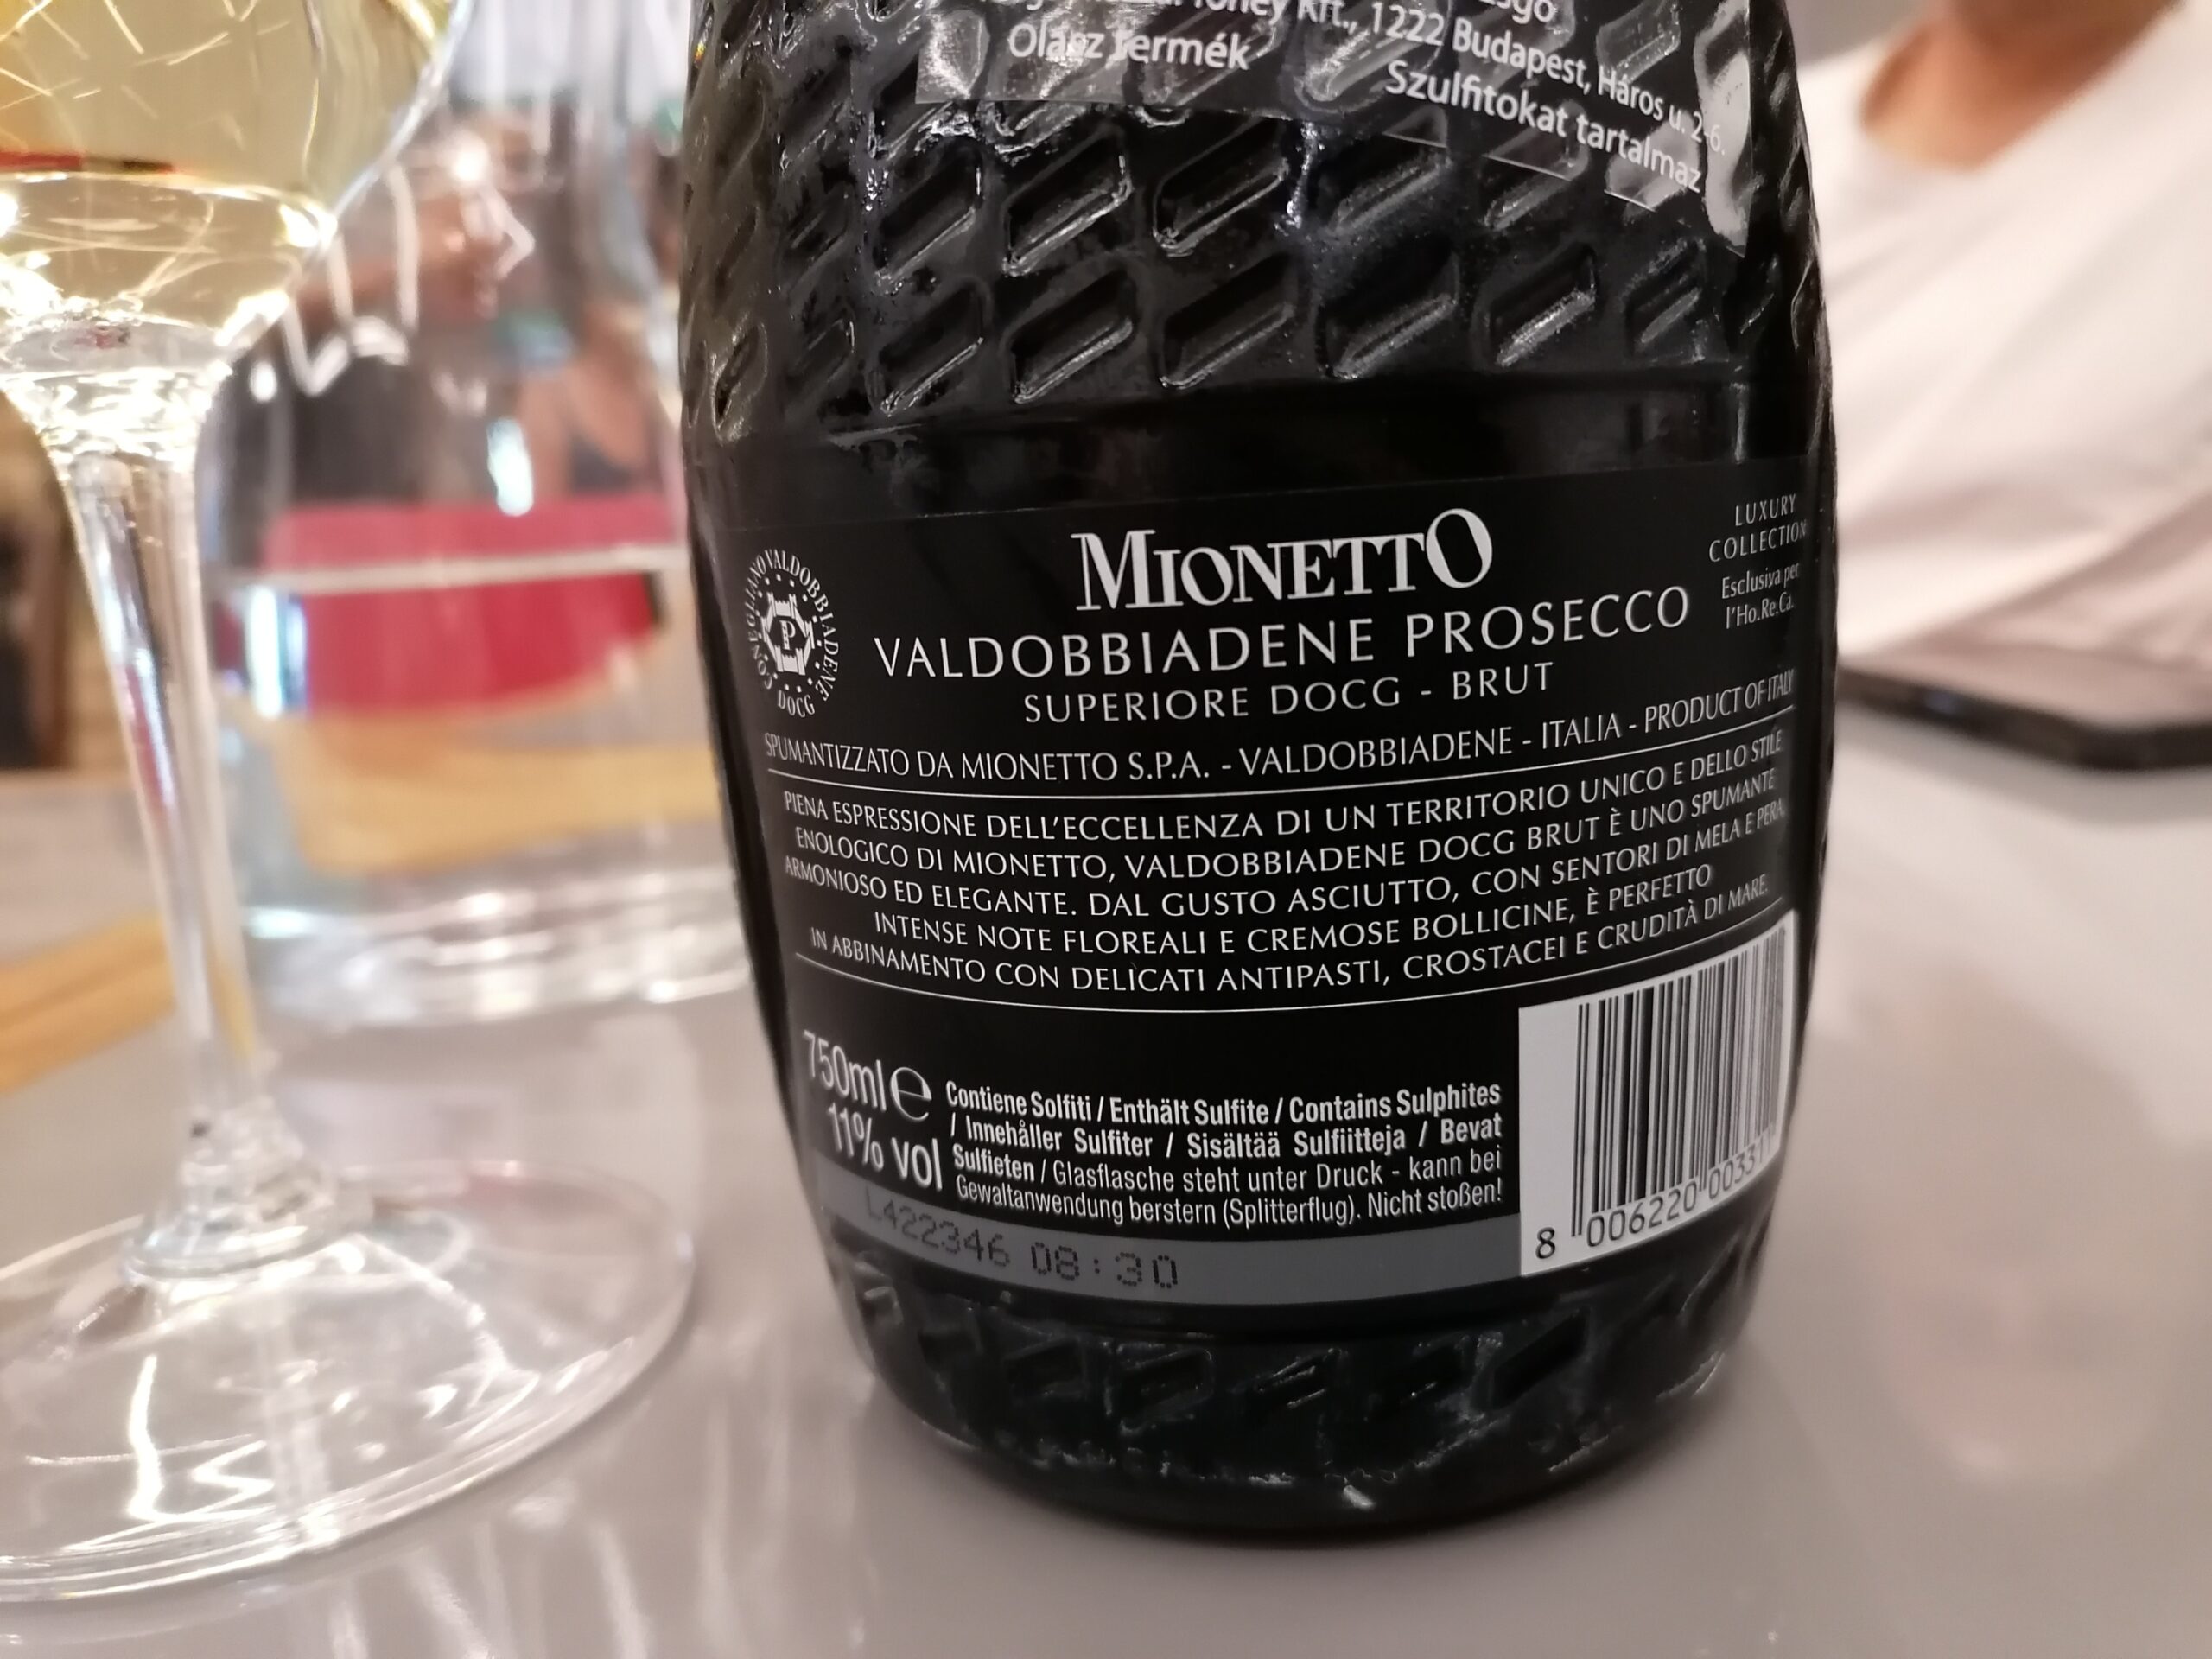 Kft., 1222 Budapest, Háros u. 2-6.
Olasz termék
Szulfitokat tartalmaz
CONEGLIANO VALDOBBIADENE
DOCG
P
MIONETTO
VALDOBBIADENE PROSECCO
SUPERIORE DOCG - BRUT
LUXURY
COLLECTION
Esclusiva per
l'Ho.Re.Ca.
SPUMANTIZZATO DA MIONETTO S.P.A. - VALDOBBIADENE - ITALIA - PRODUCT OF ITALY
PIENA ESPRESSIONE DELL'ECCELLENZA DI UN TERRITORIO UNICO E DELLO STILE
ENOLOGICO DI MIONETTO, VALDOBBIADENE DOCG BRUT È UNO SPUMANTE
ARMONIOSO ED ELEGANTE. DAL GUSTO ASCIUTTO, CON SENTORI DI MELA E PERA,
INTENSE NOTE FLOREALI E CREMOSE BOLLICINE, È PERFETTO
IN ABBINAMENTO CON DELICATI ANTIPASTI, CROSTACEI E CRUDITÀ DI MARE.
750ml e
11% vol
Contiene Solfiti / Enthält Sulfite / Contains Sulphites
/ Innehåller Sulfiter / Sisältää Sulfiitteja / Bevat
Sulfieten / Glasflasche steht unter Druck - kann bei
Gewaltanwendung berstern (Splitterflug). Nicht stoßen!
L422346 08:30
8 006220 00331